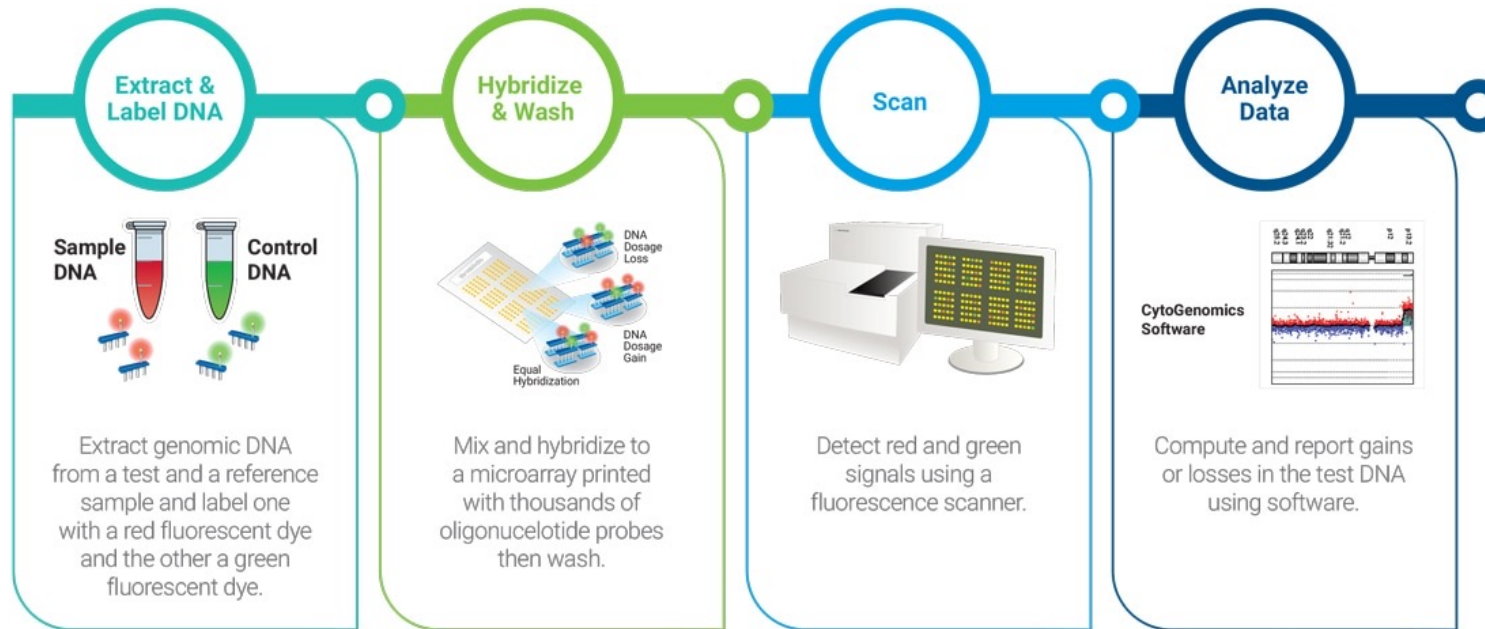 Extract &
Label DNA
Hybridize
& Wash
Scan
Analyze
Data
Sample
DNA
Control
DNA
DNA
Dosage
Loss
DNA
Dosage
Gain
Equal
Hybridization
CytoGenomics
Software
Extract genomic DNA
from a test and a reference
sample and label one
with a red fluorescent dye
and the other a green
fluorescent dye.
Mix and hybridize to
a microarray printed
with thousands of
oligonucelotide probes
then wash.
Detect red and green
signals using a
fluorescence scanner.
Compute and report gains
or losses in the test DNA
using software.